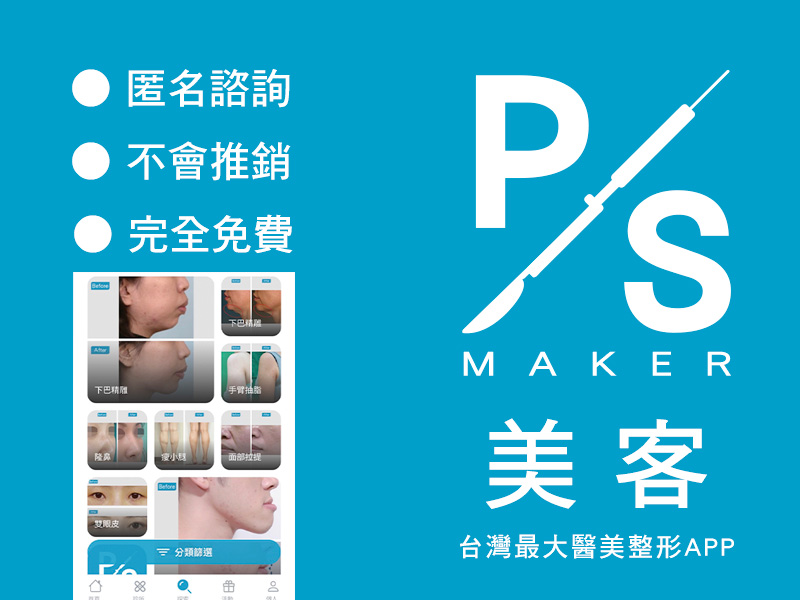 匿名諮詢
不會推銷
完全免費
Before
After
下巴精雕
下巴精雕
手臂抽脂
隆鼻
瘦小腿
面部拉提
雙眼皮
Before
分類篩選
P/S
MAKER
美客
台灣最大醫美整形APP